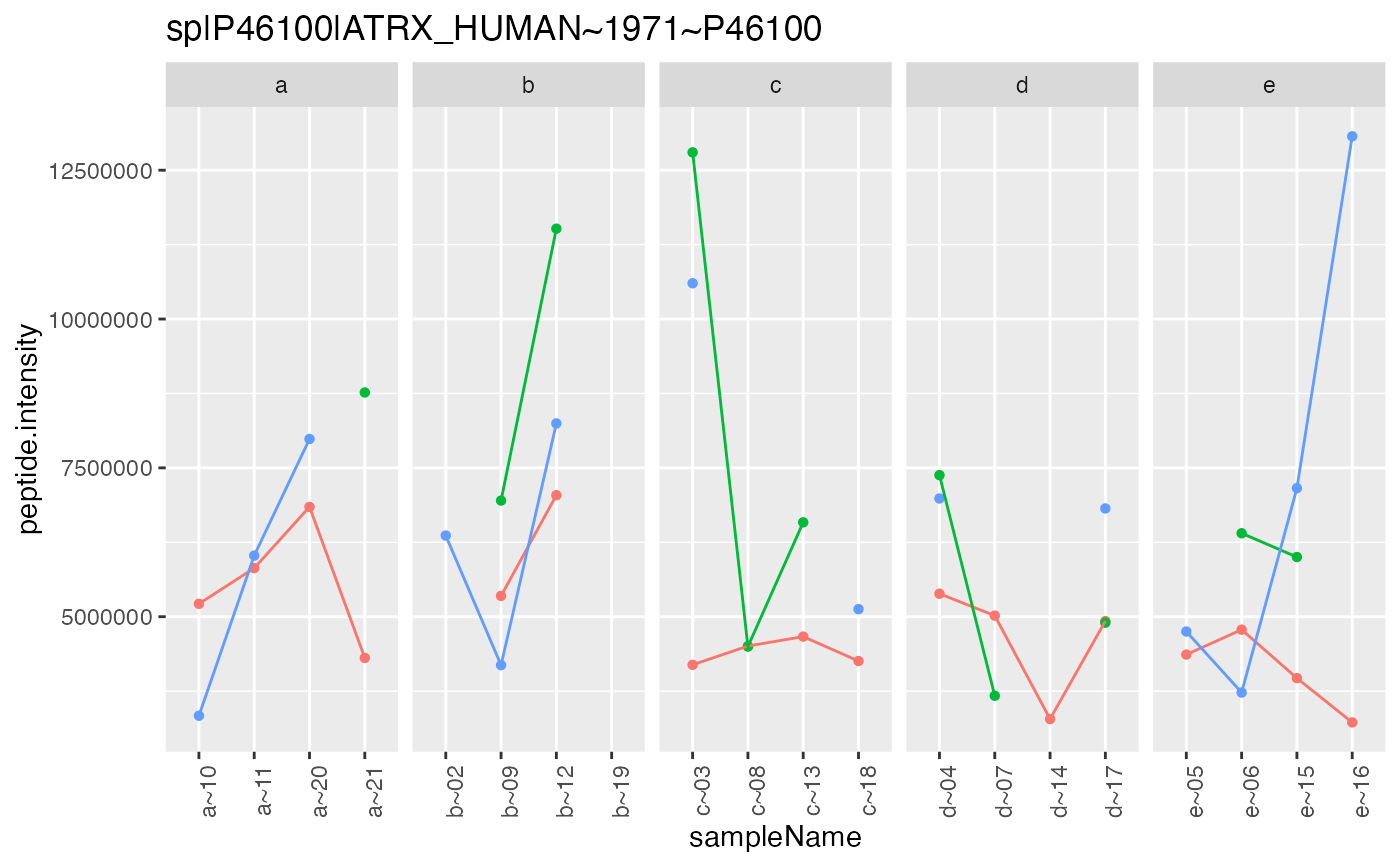 sp|P46100|ATRX_HUMAN~1971~P46100
a b c d e
12500000
10000000
7500000
5000000
peptide.intensity
a~10 a~11 a~20 a~21 b~02 b~09 b~12 b~19 c~03 c~08 c~13 c~18 d~04 d~07 d~14 d~17 e~05 e~06 e~15 e~16
sampleName